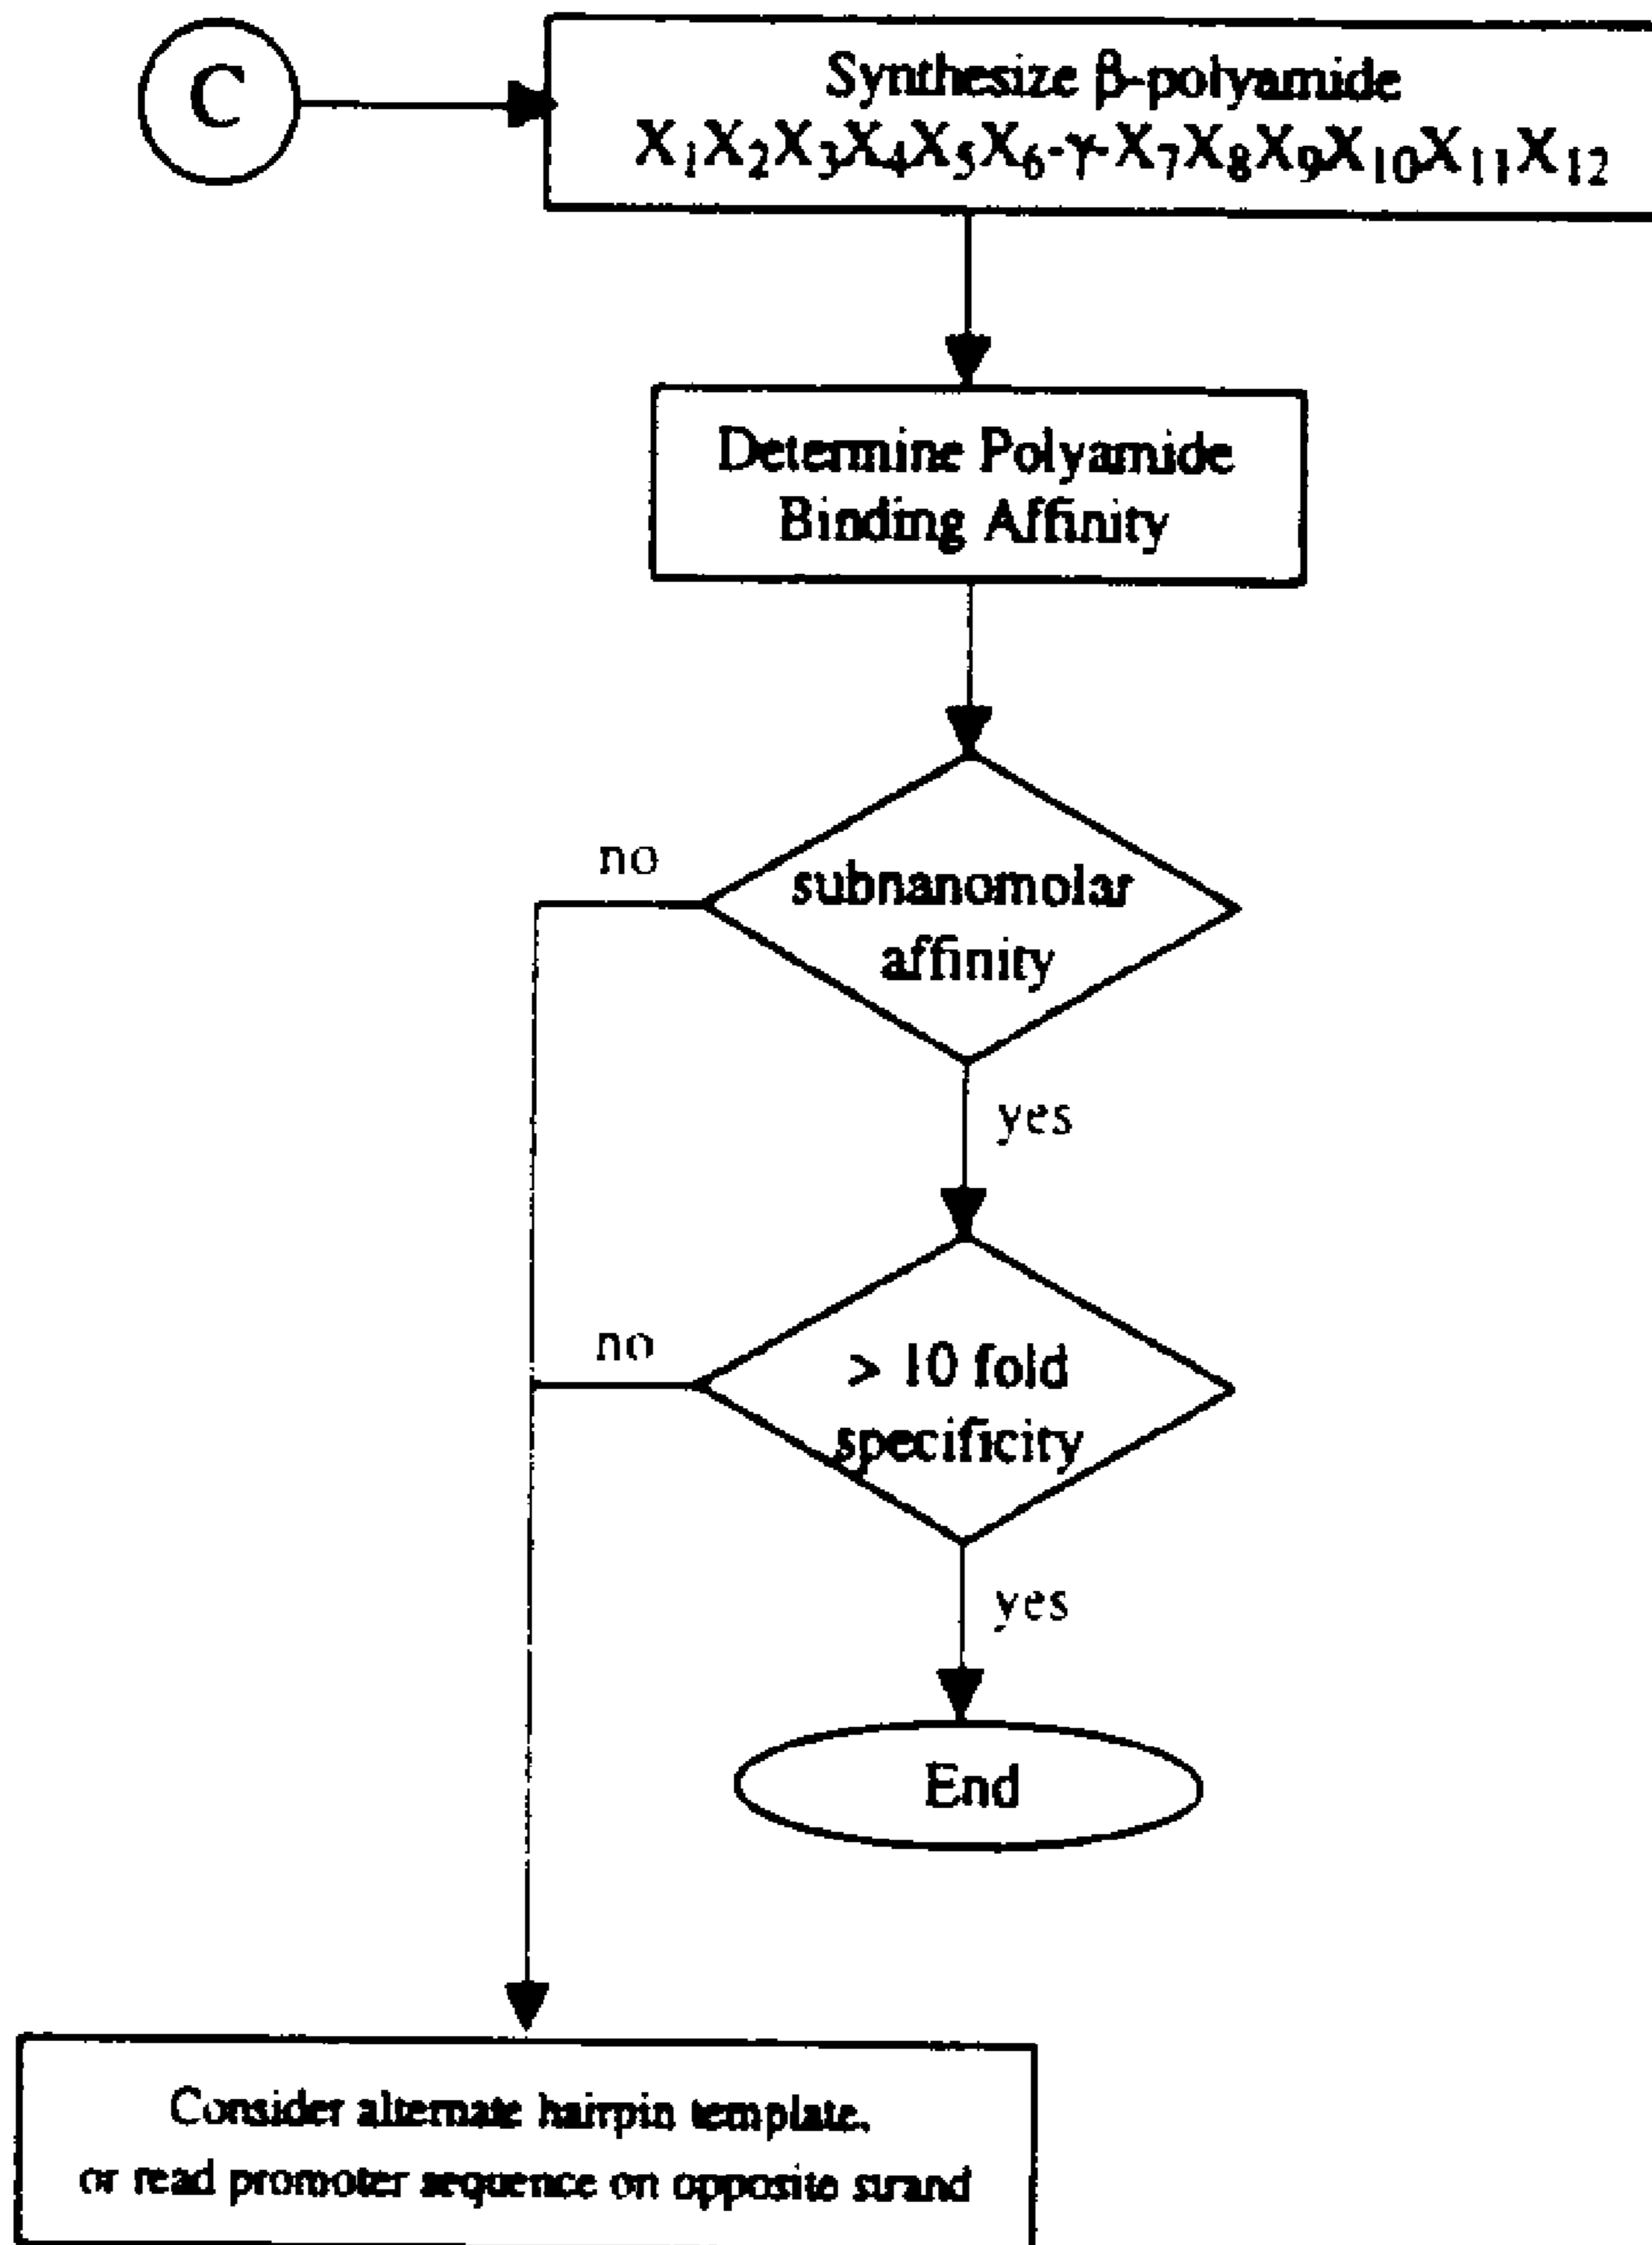 C
Synthesize β-polyamide
X₁X₂X₃X₄X₅X₆-γ-X₇X₈X₉X₁₀X₁₁X₁₂
Determine Polyamide
Binding Affinity
no
subnanomolar
affinity
yes
no
> 10 fold
specificity
yes
End
Consider alternate hairpin template,
or read promoter sequence on opposite strand